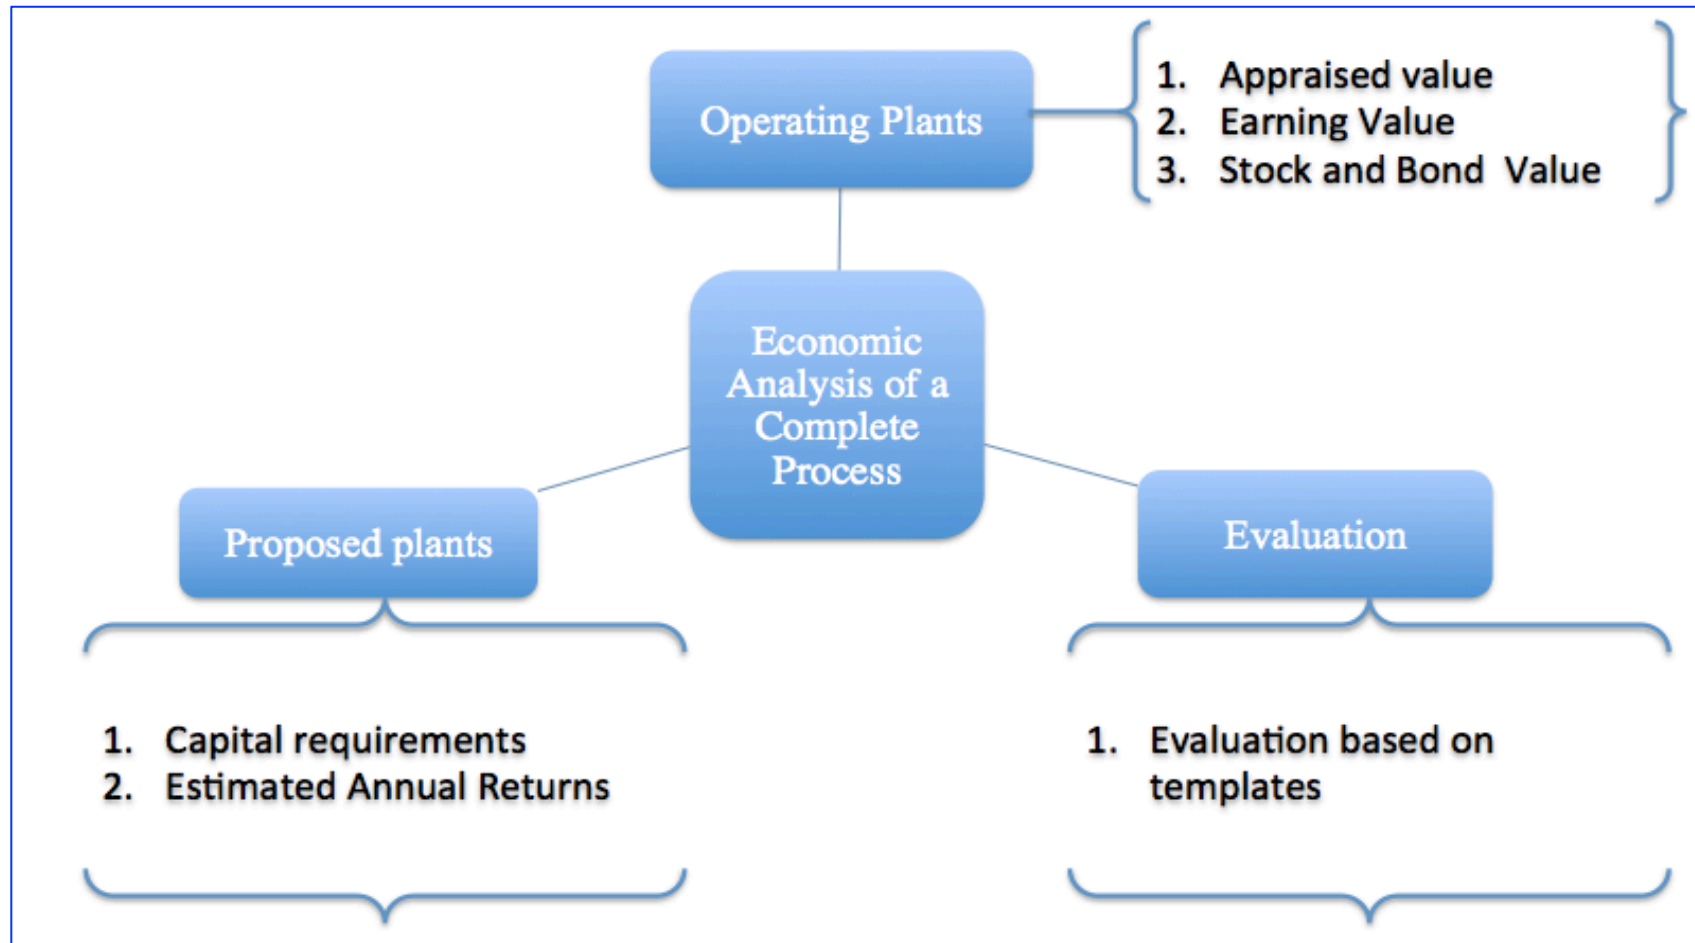 Operating Plants
1. Appraised value
2. Earning Value
3. Stock and Bond  Value
Economic
Analysis of a
Complete
Process
Proposed plants
1. Capital requirements
2. Estimated Annual Returns
Evaluation
1. Evaluation based on
templates